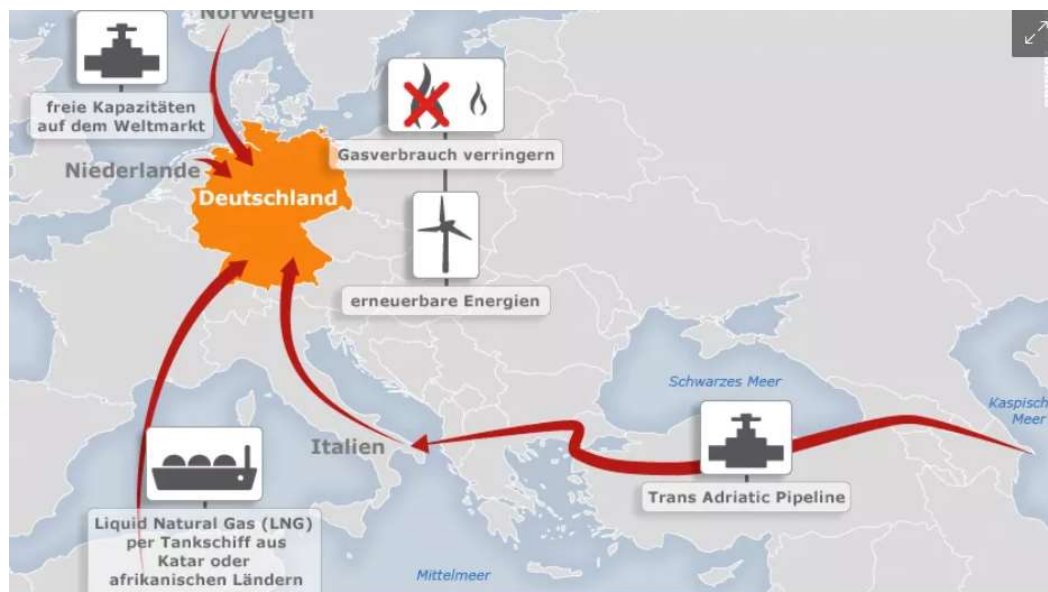 Norwegen
freie Kapazitäten
auf dem Weltmarkt
Gasverbrauch verringern
Niederlande
Deutschland
erneuerbare Energien
Schwarzes Meer
Kaspisch
Meer
Italien
Trans Adriatic Pipeline
Liquid Natural Gas (LNG)
per Tankschiff aus
Katar oder
afrikanischen Ländern
Mittelmeer